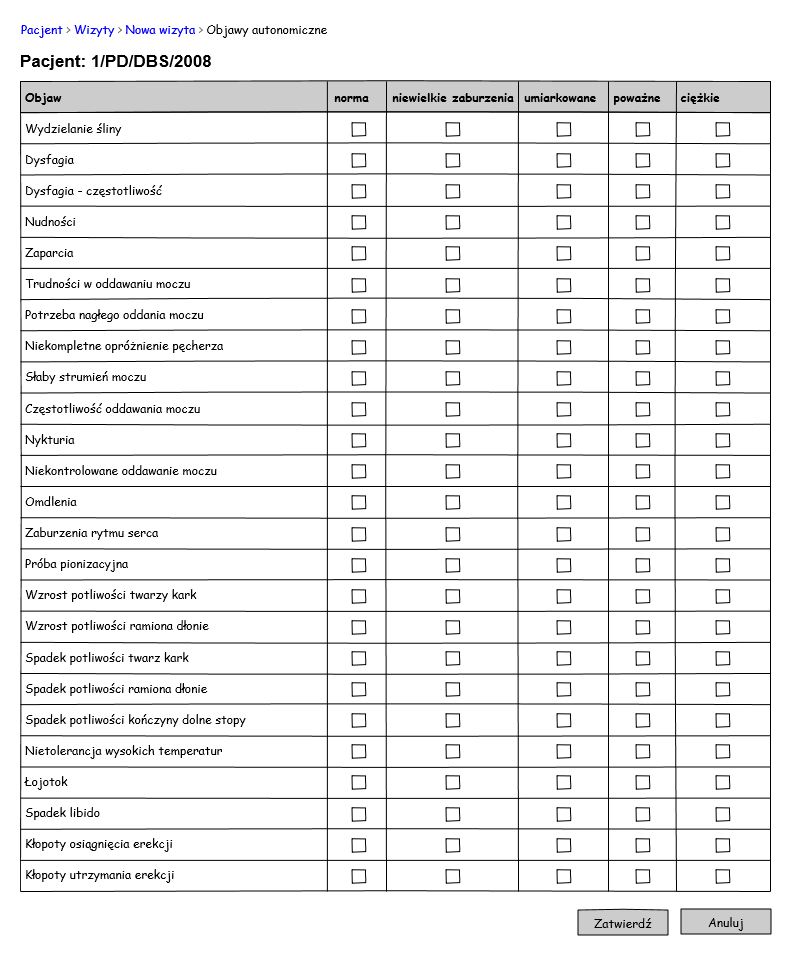 Pacjent > Wizyty > Nowa wizyta > Objawy autonomiczne
Pacjent: 1/PD/DBS/2008
Objaw norma niewielkie zaburzenia umiarkowane poważne ciężkie
Wydzielanie śliny
Dysfagia
Dysfagia - częstotliwość
Nudności
Zaparcia
Trudności w oddawaniu moczu
Potrzeba nagłego oddania moczu
Niekompletne opróżnienie pęcherza
Słaby strumień moczu
Częstotliwość oddawania moczu
Nykturia
Niekontrolowane oddawanie moczu
Omdlenia
Zaburzenia rytmu serca
Próba pionizacyjna
Wzrost potliwości twarzy kark
Wzrost potliwości ramiona dłonie
Spadek potliwości twarz kark
Spadek potliwości ramiona dłonie
Spadek potliwości kończyny dolne stopy
Nietolerancja wysokich temperatur
Łojotok
Spadek libido
Kłopoty osiągnięcia erekcji
Kłopoty utrzymania erekcji
Zatwierdź Anuluj